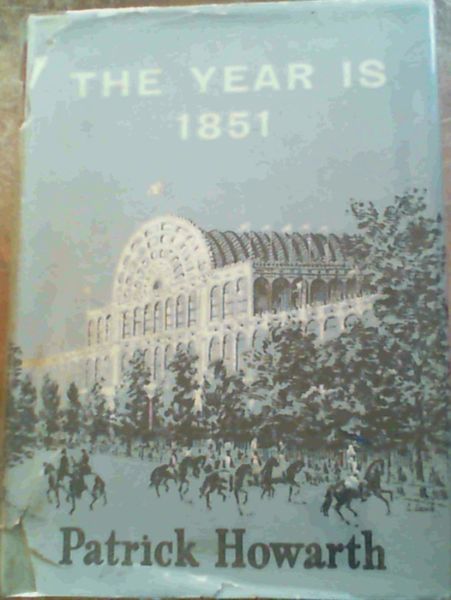 THE YEAR IS
1851
Patrick Howarth